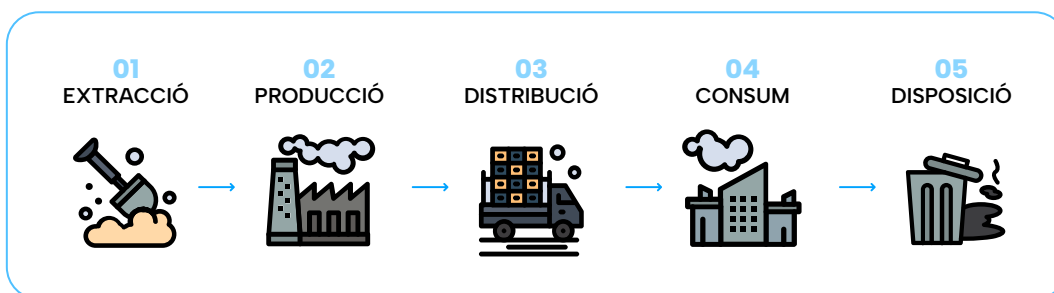 01
EXTRACCIÓ
02
PRODUCCIÓ
03
DISTRIBUCIÓ
04
CONSUM
05
DISPOSICIÓ